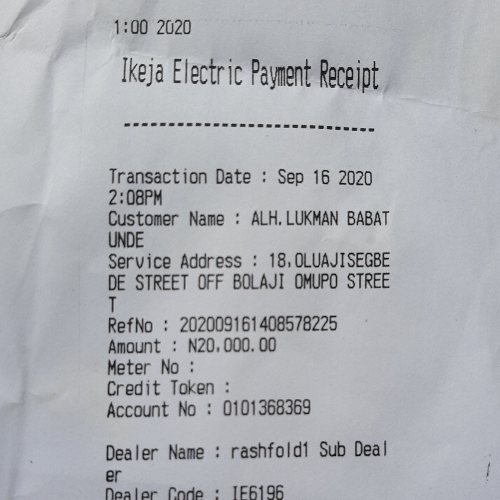 1:00 2020
Ikeja Electric Payment Receipt
------------------------------
Transaction Date : Sep 16 2020
2:08PM
Customer Name : ALH.LUKMAN BABAT
UNDE
Service Address : 18,OLUAJISEGBE
DE STREET OFF BOLAJI OMUPO STREE
T
RefNo : 202009161408578225
Amount : N20,000.00
Meter No :
Credit Token :
Account No : 0101368369
Dealer Name : rashfold1 Sub Deal
er
Dealer Code : IE6196